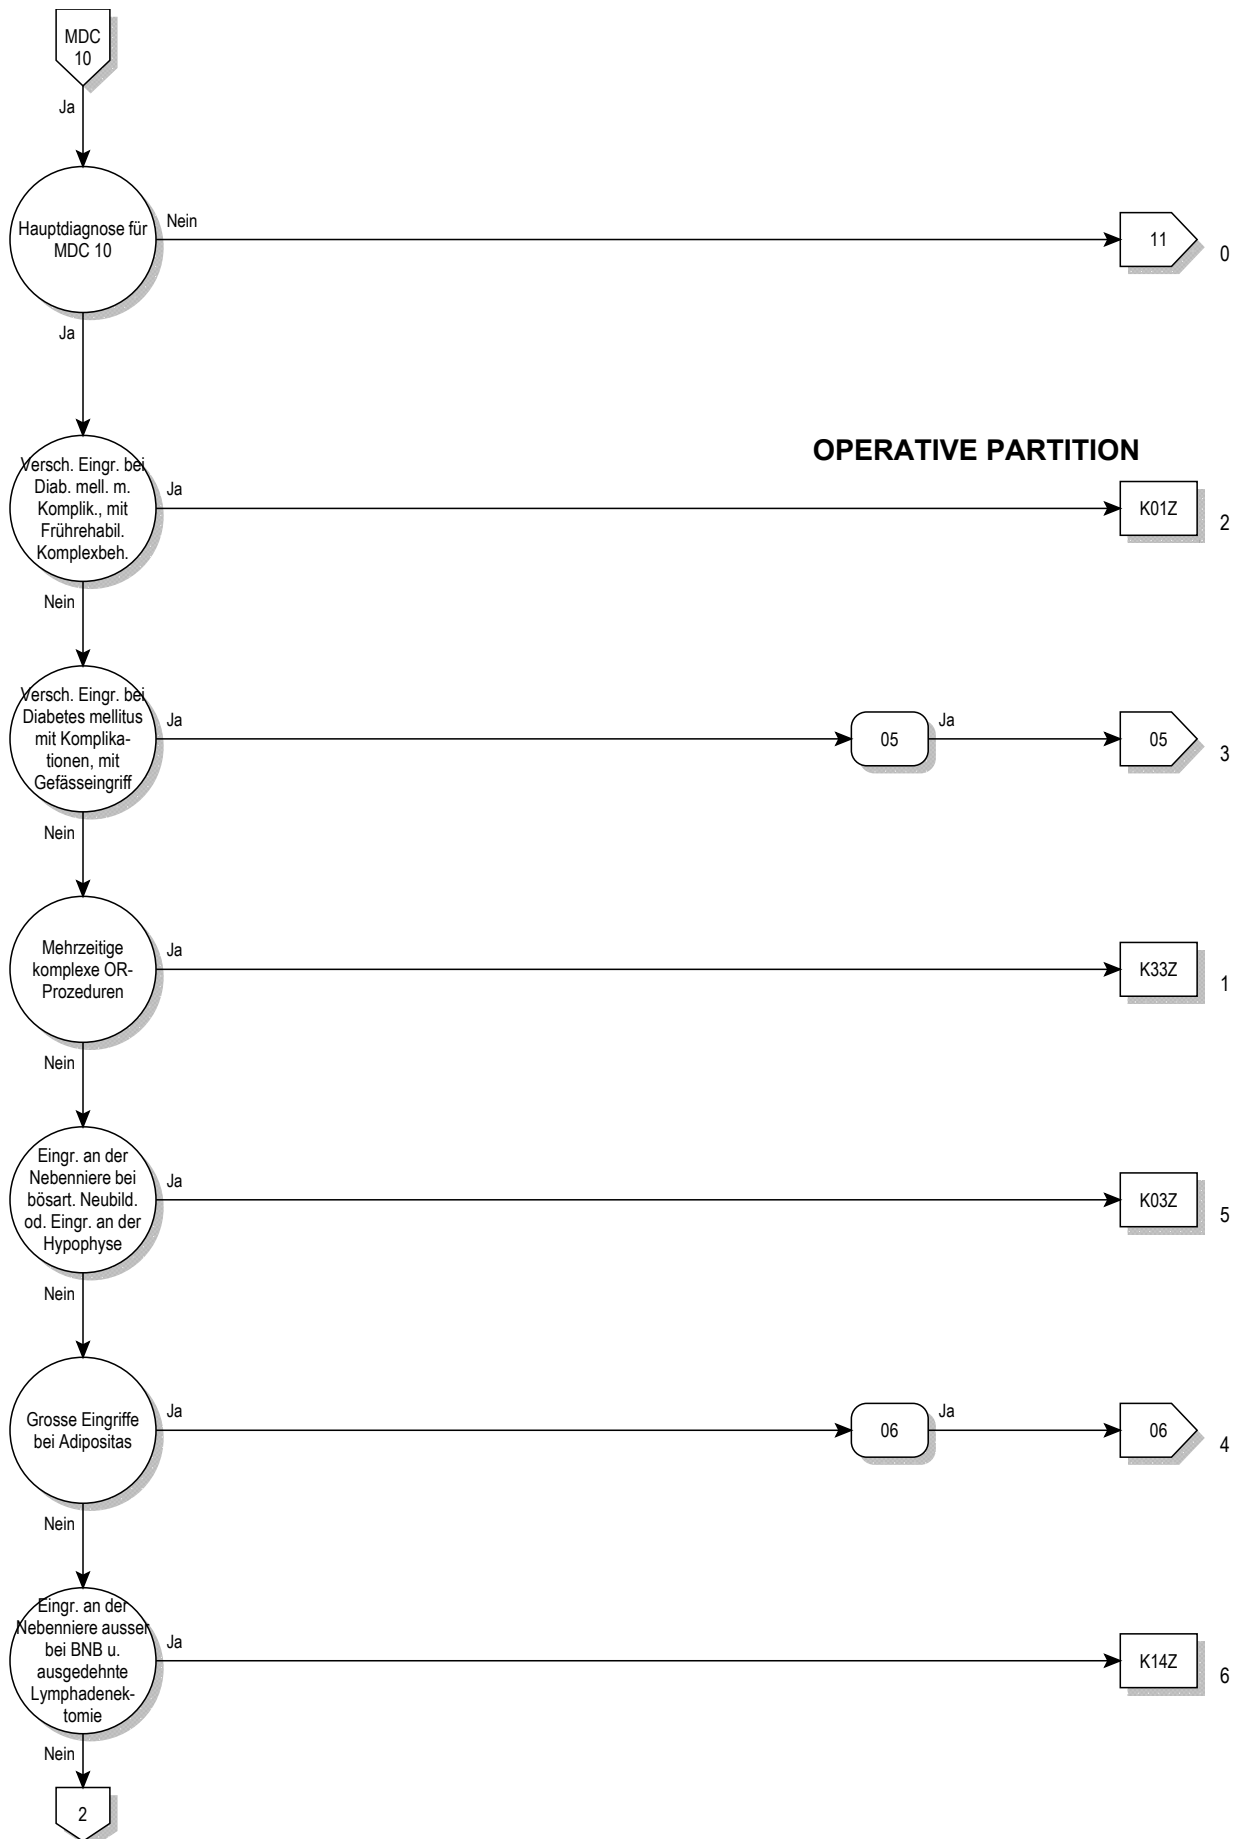 MDC
10
Ja
Hauptdiagnose für
MDC 10
Nein
11
0
Ja
OPERATIVE PARTITION
Versch. Eingr. bei
Diab. mell. m.
Komplik., mit
Frührehabil.
Komplexbeh.
Ja
K01Z
2
Nein
Versch. Eingr. bei
Diabetes mellitus
mit Komplika-
tionen, mit
Gefässeingriff
Ja
05
Ja
05
3
Nein
Mehrzeitige
komplexe OR-
Prozeduren
Ja
K33Z
1
Nein
Eingr. an der
Nebenniere bei
bösart. Neubild.
od. Eingr. an der
Hypophyse
Ja
K03Z
5
Nein
Grosse Eingriffe
bei Adipositas
Ja
06
Ja
06
4
Nein
Eingr. an der
Nebenniere ausser
bei BNB u.
ausgedehnte
Lymphadenek-
tomie
Ja
K14Z
6
Nein
2